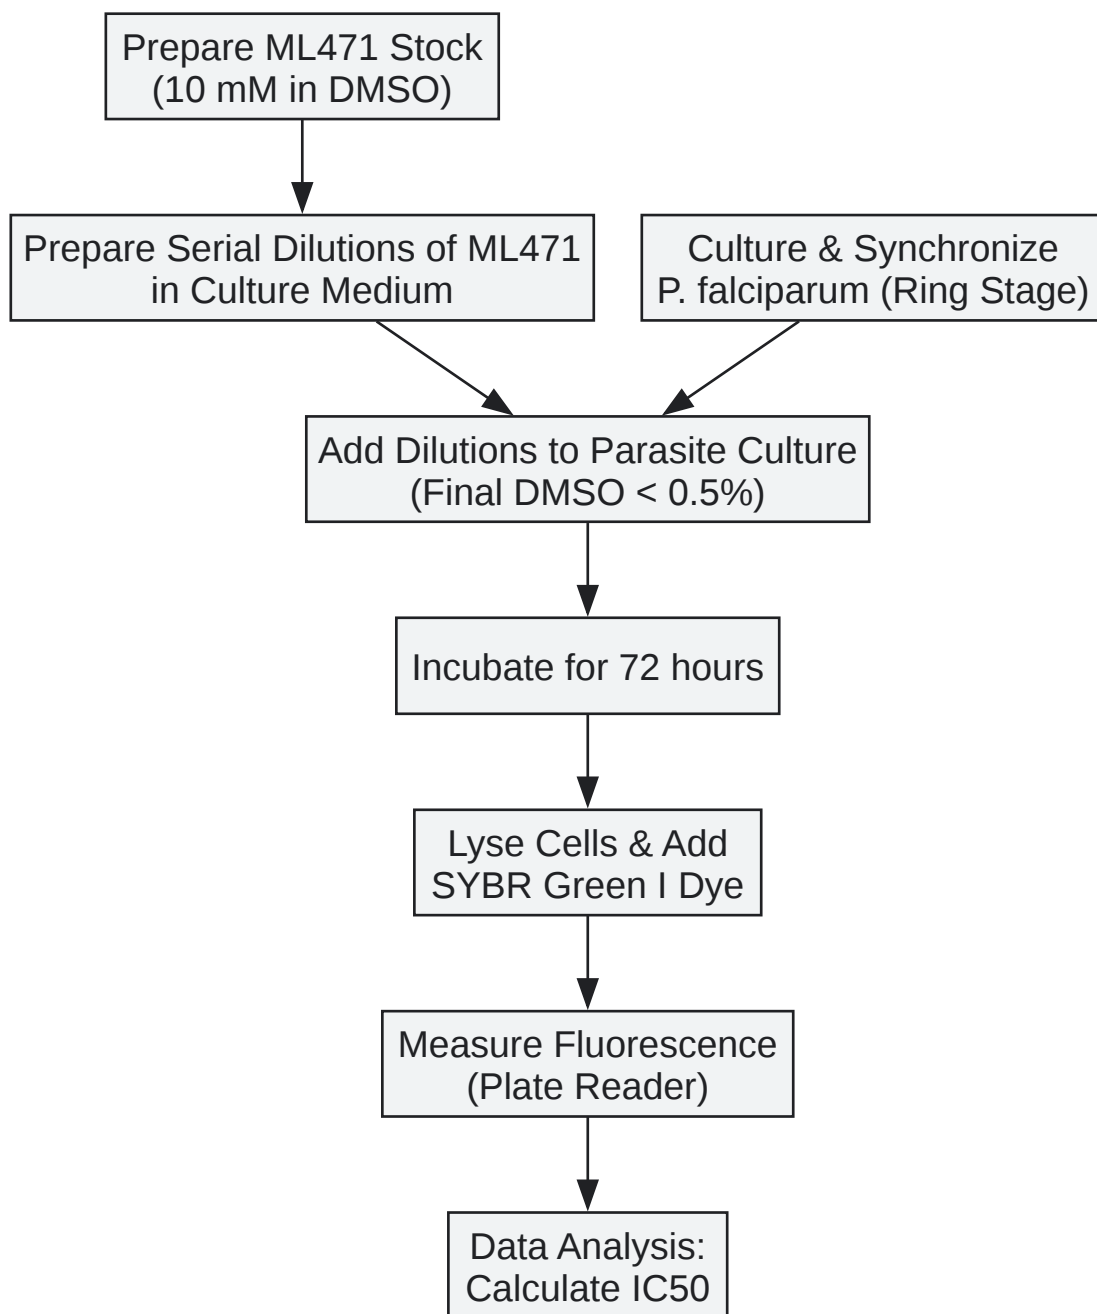 Prepare ML471 Stock
(10 mM in DMSO)
Prepare Serial Dilutions of ML471
in Culture Medium
Culture & Synchronize
P. falciparum (Ring Stage)
Add Dilutions to Parasite Culture
(Final DMSO < 0.5%)
Incubate for 72 hours
Lyse Cells & Add
SYBR Green I Dye
Measure Fluorescence
(Plate Reader)
Data Analysis:
Calculate IC50